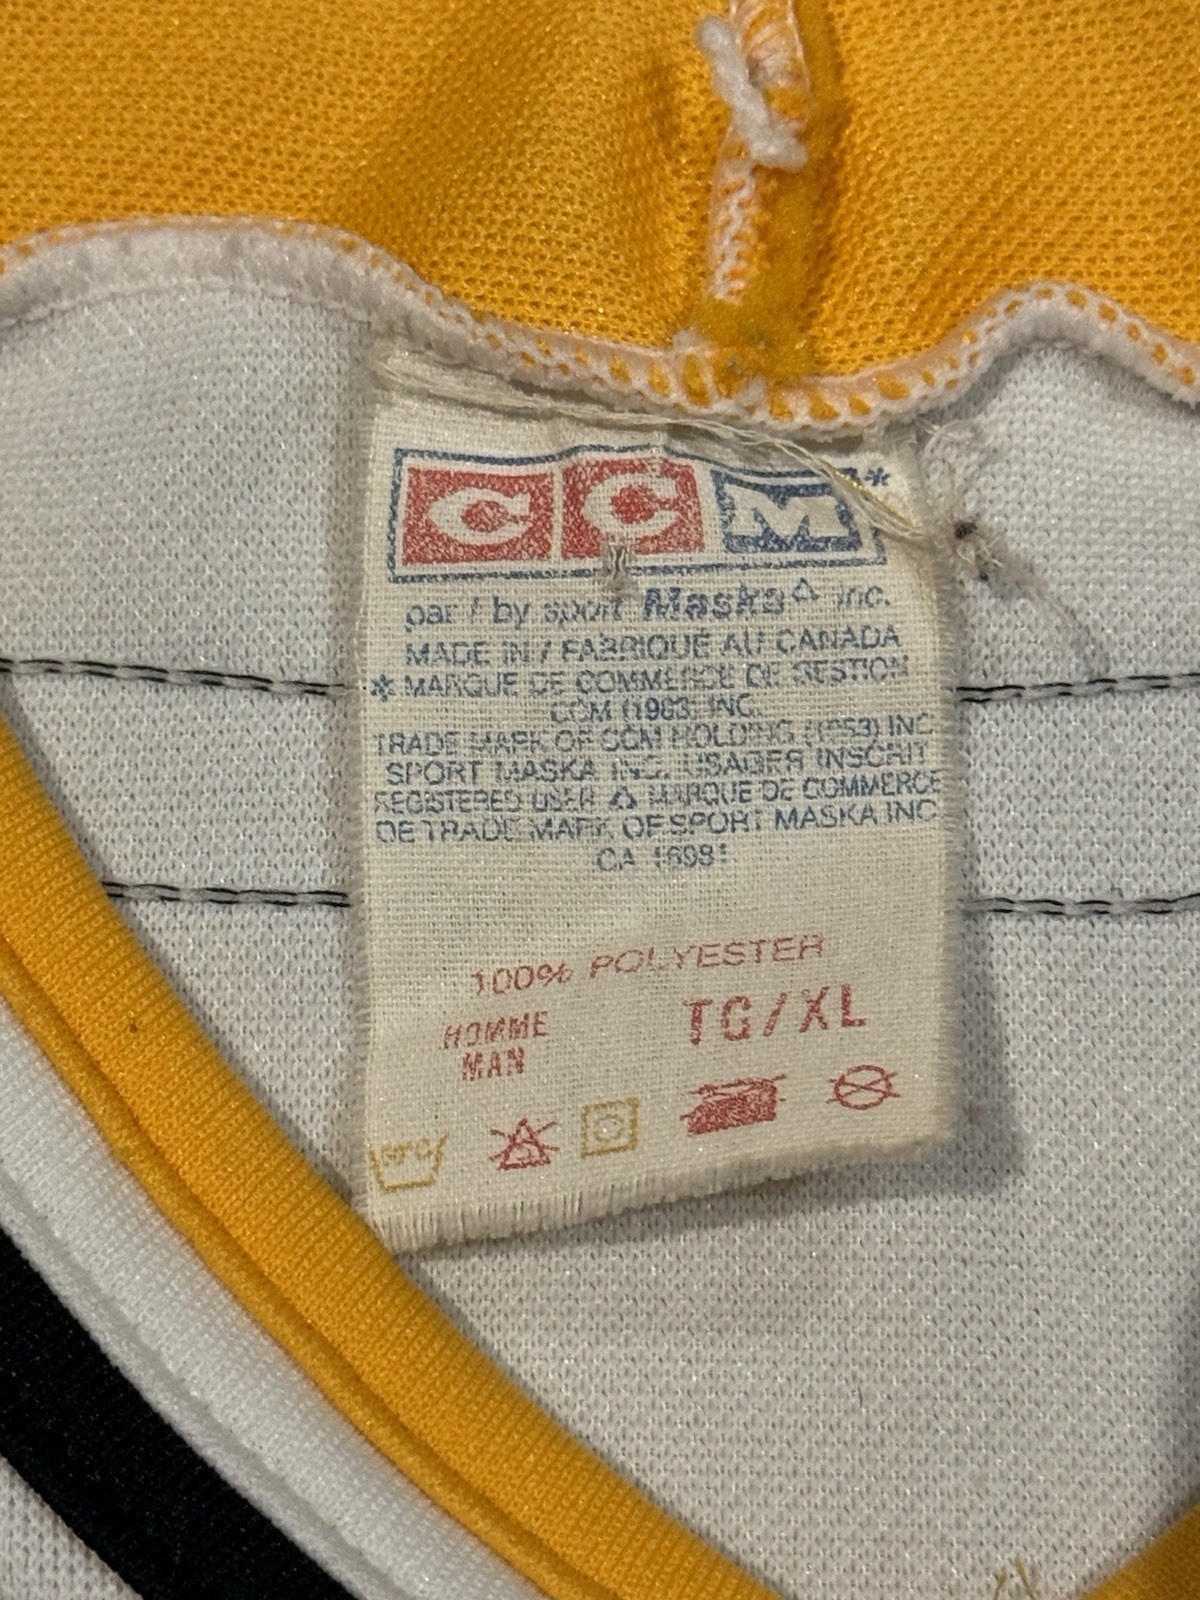 CCM*
par / by sport Maska △ inc.
MADE IN / FABRIQUÉ AU CANADA
* MARQUE DE COMMERCE DE GESTION
CCM (1983) INC.
TRADE MARK OF CCM HOLDING (1983) INC
SPORT MASKA INC. USAGER INSCRIT
REGISTERED USER △ MARQUE DE COMMERCE
DE TRADE MARK OF SPORT MASKA INC
CA 16981
100% POLYESTER
HOMME
MAN
TG / XL
50°C